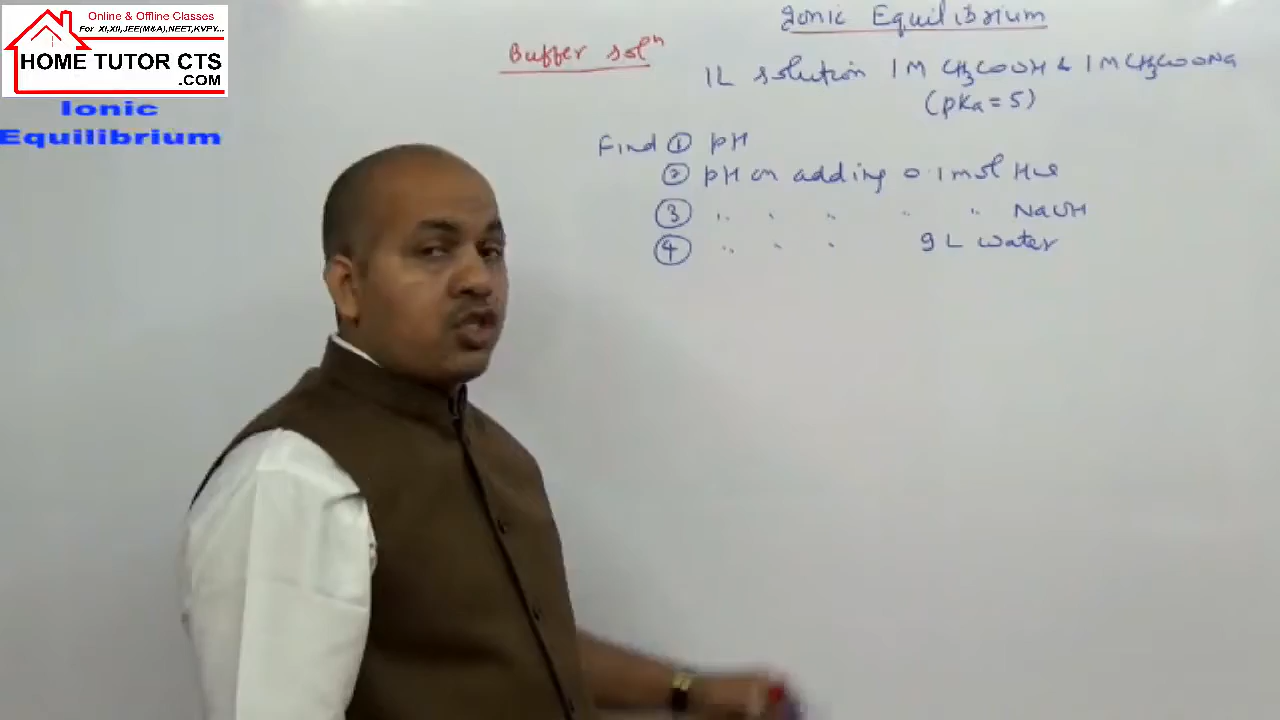 Online & Offline Classes
For XI,XII,JEE(M&A),NEET,KVPY...
HOME TUTOR CTS
.COM
Ionic
Equilibrium
Ionic Equilibrium
Buffer solⁿ
1L solution 1M CH₃COOH & 1M CH₃COONa
(pKa = 5)
Find ① pH
② pH on adding 0.1 mol HCl
③ " " " " " NaOH
④ " " " 9 L water